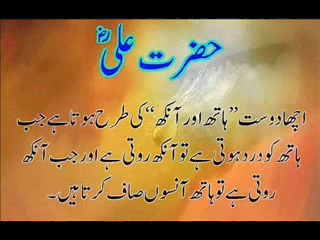 حضرت علیؓ
اچھا دوست ”ہاتھ اور آنکھ“ کی طرح ہوتا ہے جب
ہاتھ کو درد ہوتی ہے تو آنکھ روتی ہے اور جب آنکھ
روتی ہے تو ہاتھ آنسوں صاف کرتا ہیں۔